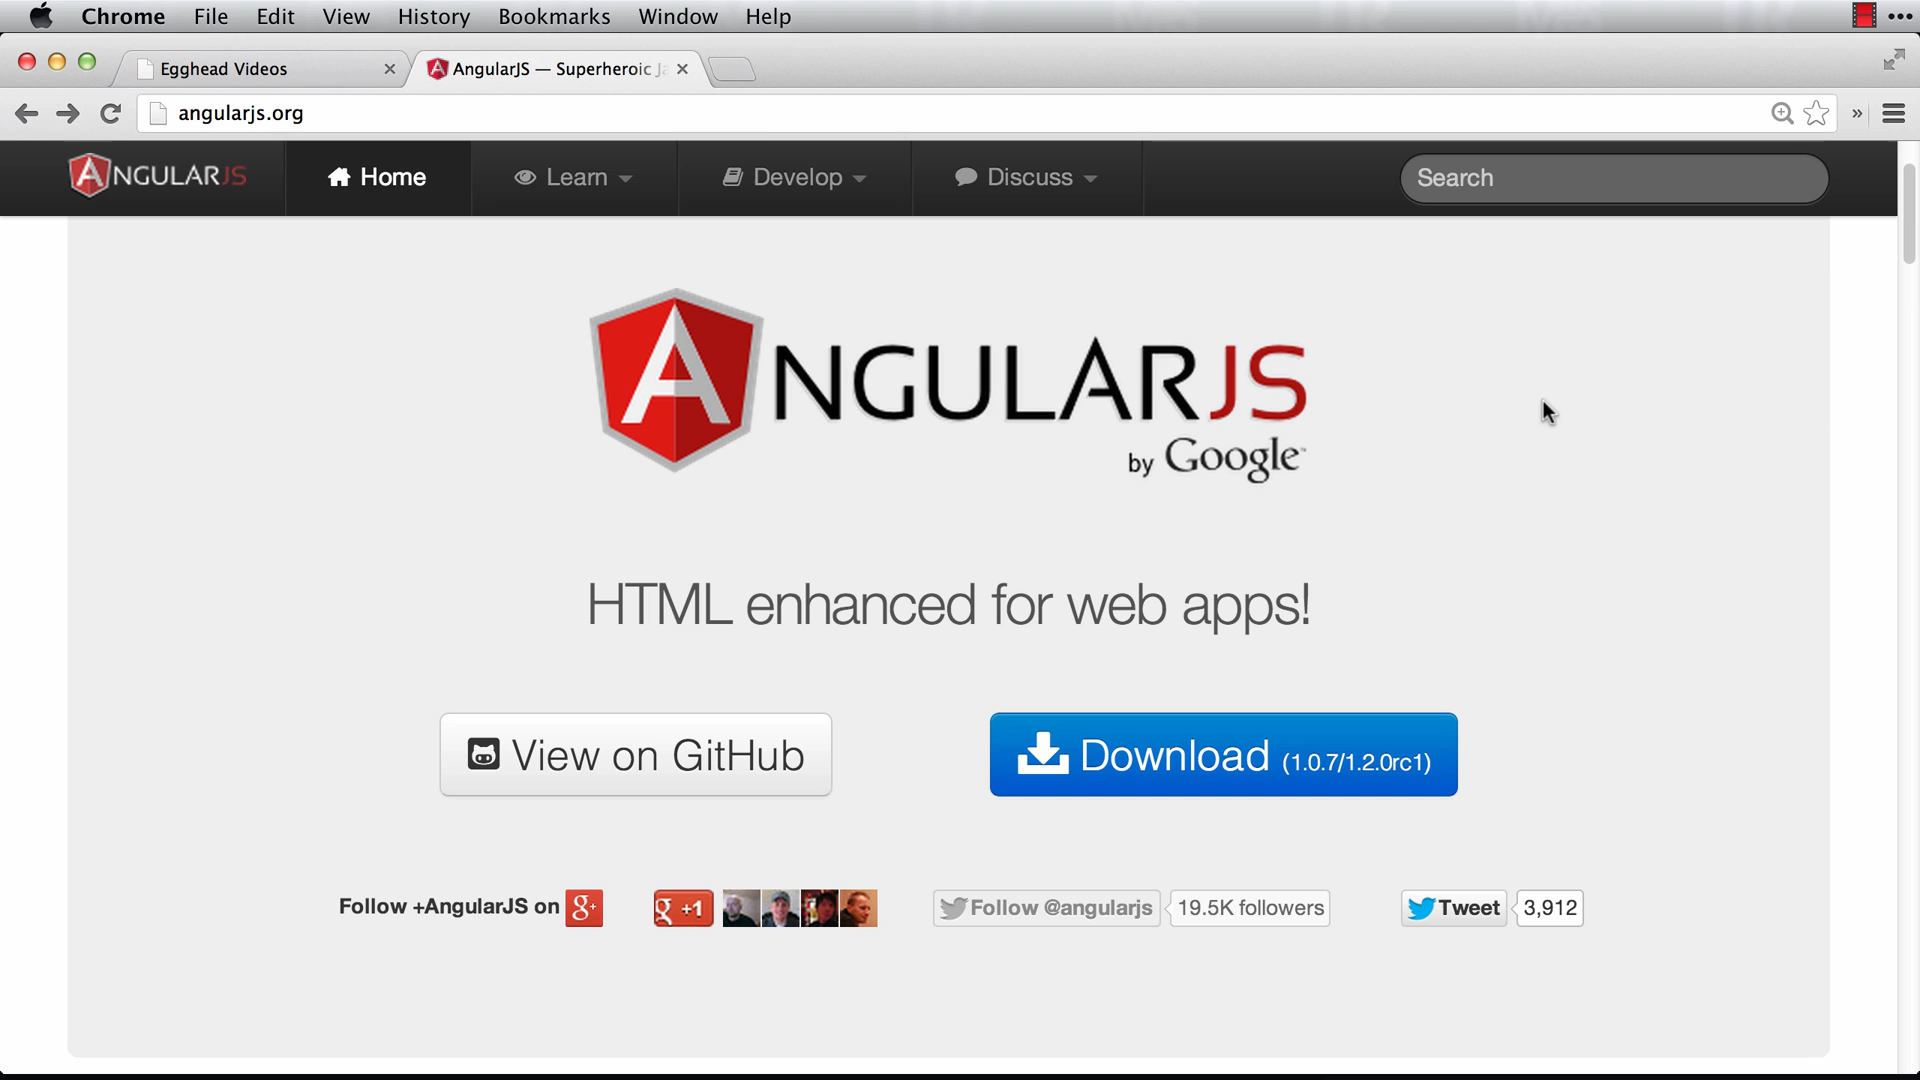 Chrome File Edit View History Bookmarks Window Help
Egghead Videos
AngularJS — Superheroic Ja
angularjs.org
ANGULARJS
Home
Learn
Develop
Discuss
Search
ANGULARJS
by Google™
HTML enhanced for web apps!
View on GitHub
Download (1.0.7/1.2.0rc1)
Follow +AngularJS on g+
g +1
Follow @angularjs
19.5K followers
Tweet
3,912